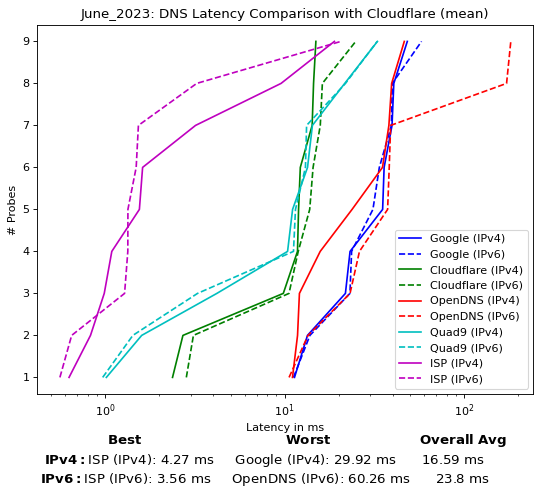 June_2023: DNS Latency Comparison with Cloudflare (mean)
# Probes
9
8
7
6
5
4
3
2
1
Google (IPv4)
Google (IPv6)
Cloudflare (IPv4)
Cloudflare (IPv6)
OpenDNS (IPv4)
OpenDNS (IPv6)
Quad9 (IPv4)
Quad9 (IPv6)
ISP (IPv4)
ISP (IPv6)
10⁰ 10¹ 10²
Latency in ms
Best Worst Overall Avg
IPv4: ISP (IPv4): 4.27 ms Google (IPv4): 29.92 ms 16.59 ms
IPv6: ISP (IPv6): 3.56 ms OpenDNS (IPv6): 60.26 ms 23.8 ms